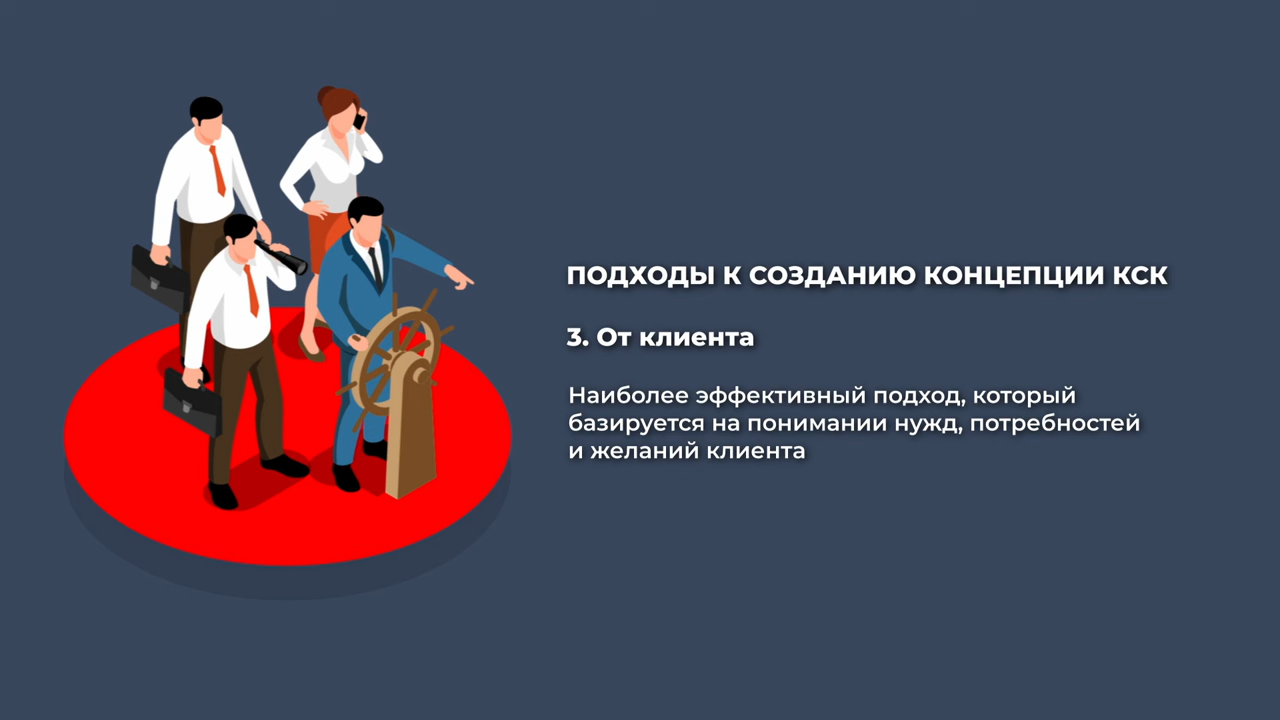 ПОДХОДЫ К СОЗДАНИЮ КОНЦЕПЦИИ КСК
3. От клиента
Наиболее эффективный подход, который
базируется на понимании нужд, потребностей
и желаний клиента